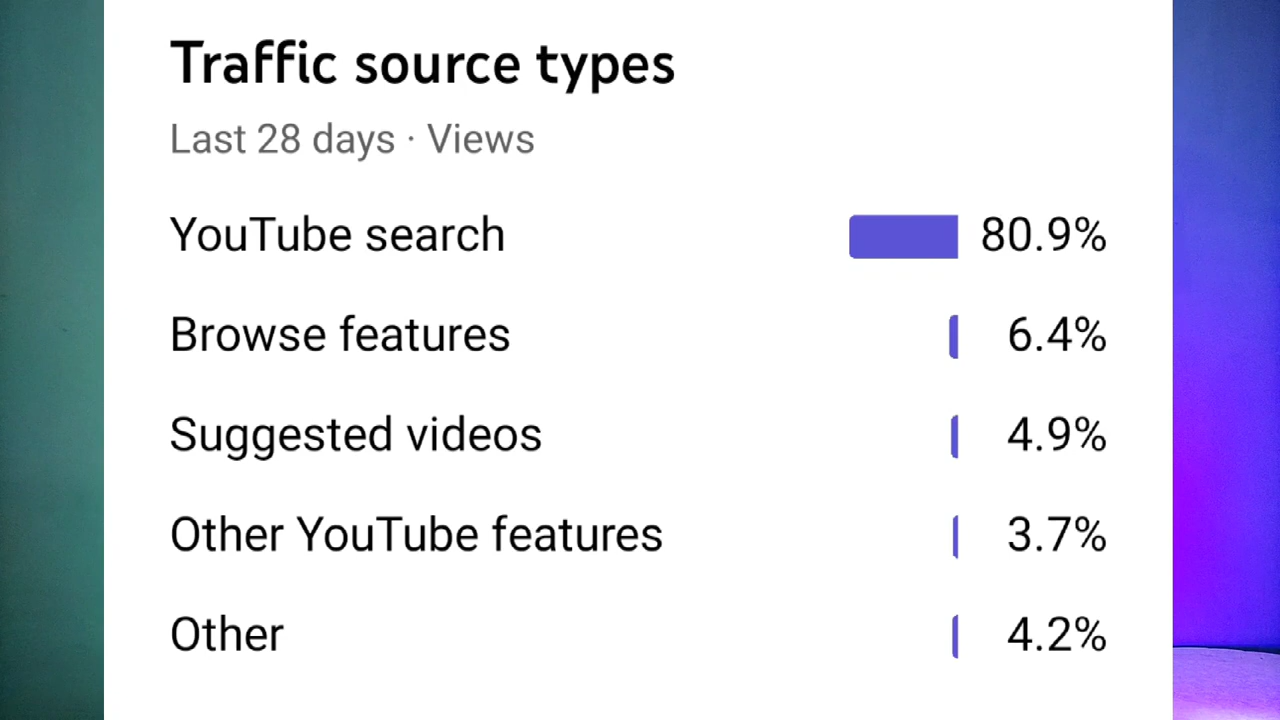 Traffic source types
Last 28 days · Views
YouTube search 80.9%
Browse features 6.4%
Suggested videos 4.9%
Other YouTube features 3.7%
Other 4.2%